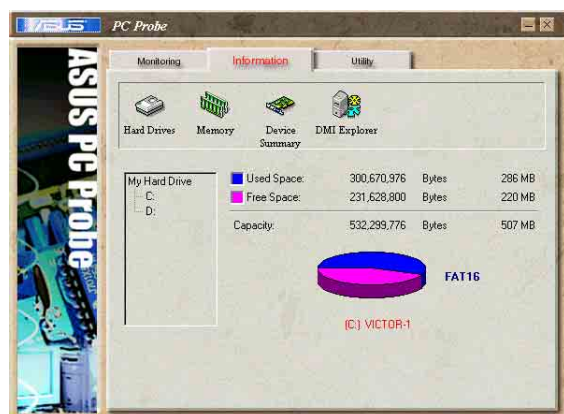 ASUS PC Probe
Monitoring Information Utility
Hard Drives Memory Device Summary DMI Explorer
My Hard Drive
C:
D:
Used Space: 300,670,976 Bytes 286 MB
Free Space: 231,628,800 Bytes 220 MB
Capacity: 532,299,776 Bytes 507 MB
FAT16
(C:) VICTOR-1
ASUS PC Probe